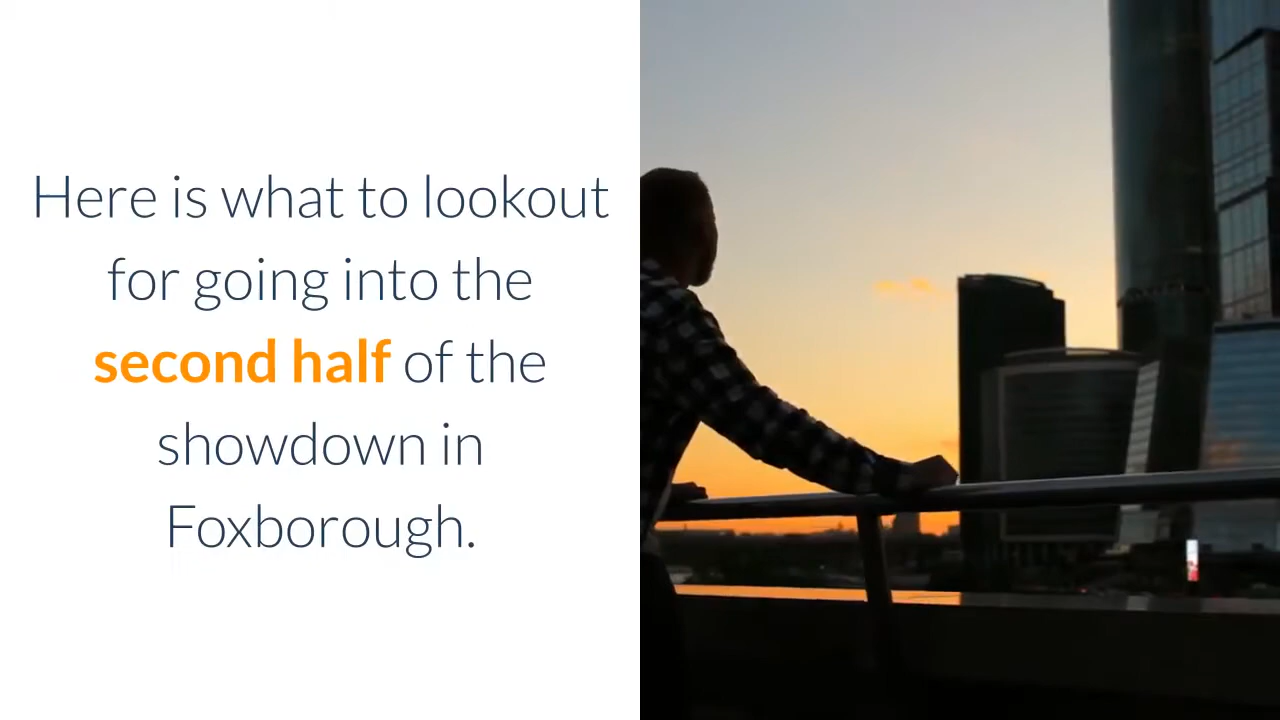 Here is what to lookout
for going into the
second half of the
showdown in
Foxborough.